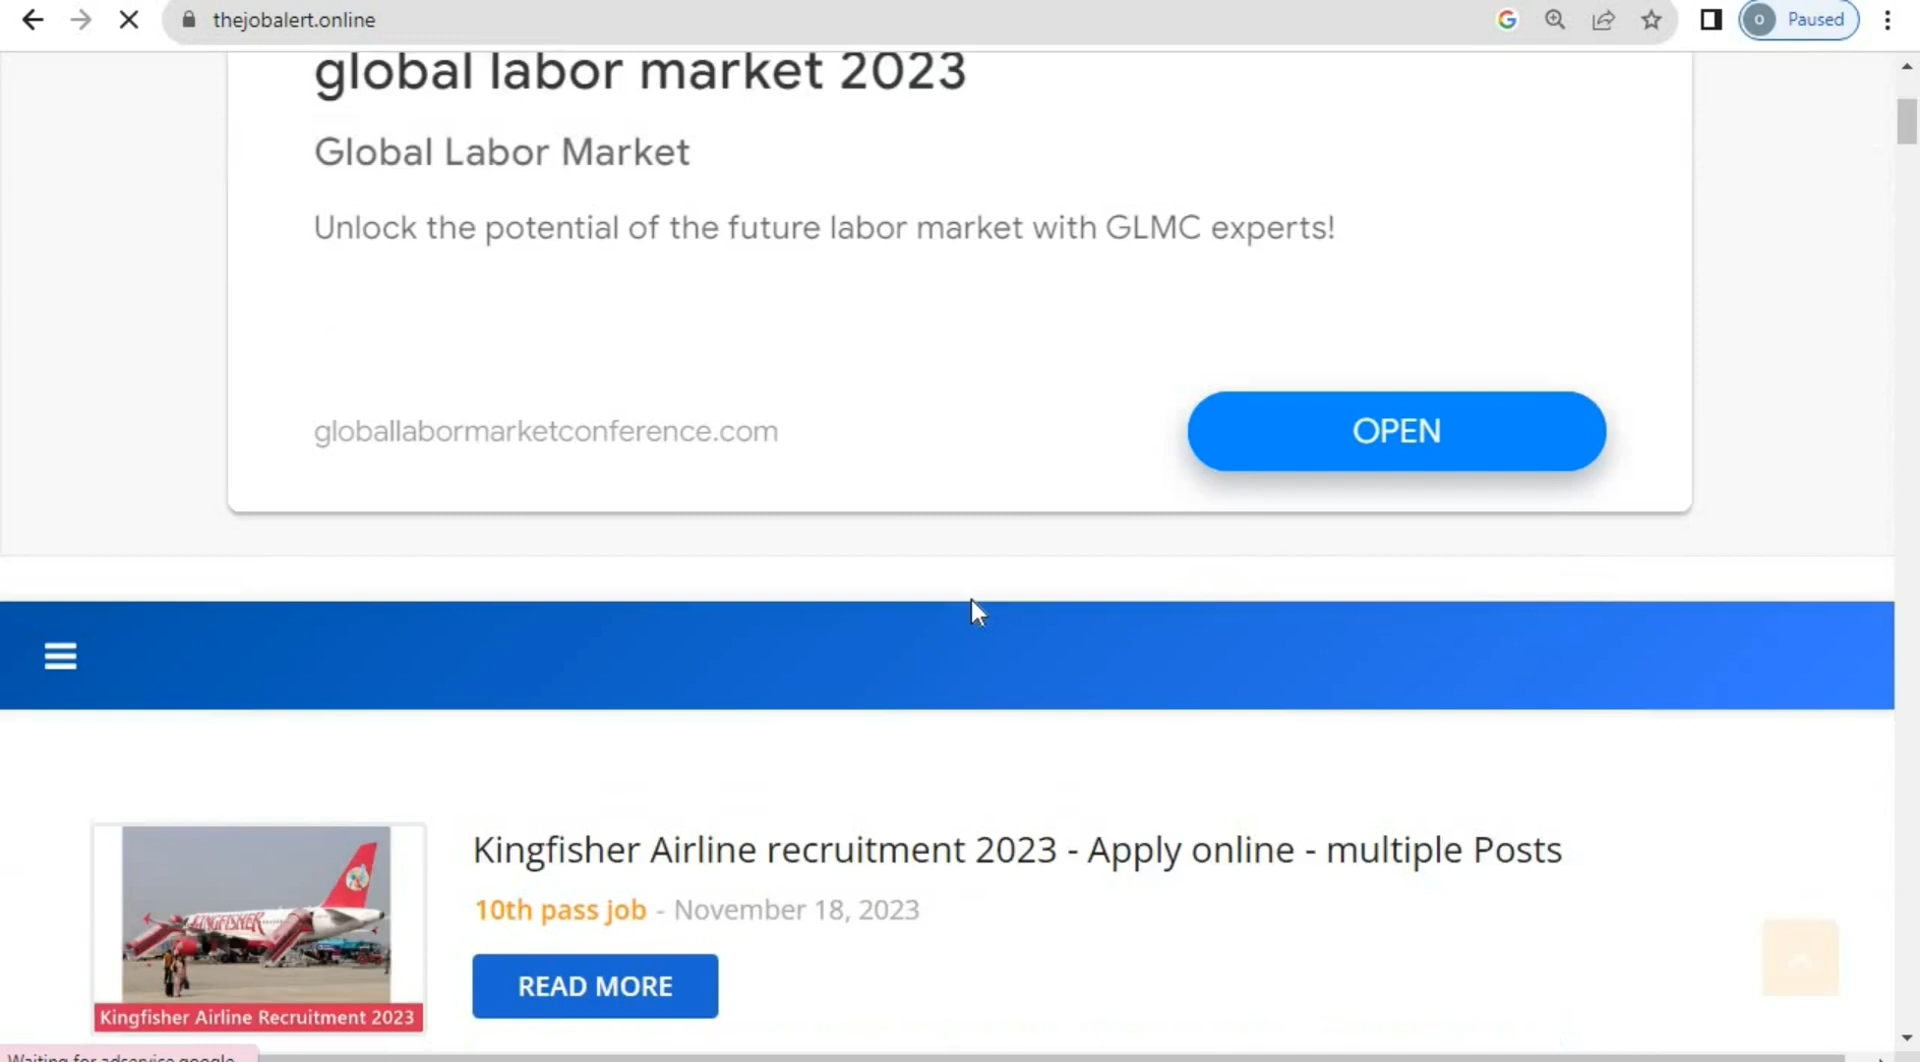 thejobalert.online
Paused
global labor market 2023
Global Labor Market
Unlock the potential of the future labor market with GLMC experts!
globallabormarketconference.com
OPEN
Kingfisher Airline recruitment 2023 - Apply online - multiple Posts
10th pass job - November 18, 2023
READ MORE
KINGFISHER
Kingfisher Airline Recruitment 2023
Waiting for adservice.google